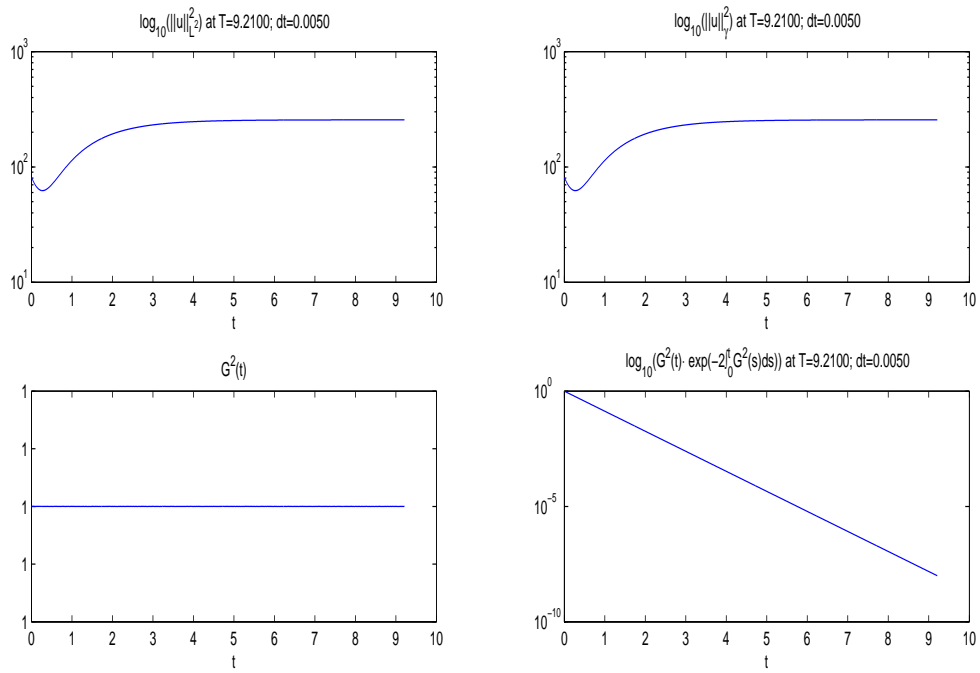 log₁₀(||u||²_L²) at T=9.2100; dt=0.0050
10³
10²
10¹
0 1 2 3 4 5 6 7 8 9 10
t
log₁₀(||u||²_γ) at T=9.2100; dt=0.0050
10³
10²
10¹
0 1 2 3 4 5 6 7 8 9 10
t
G²(t)
1
1
1
1
1
0 1 2 3 4 5 6 7 8 9 10
t
log₁₀(G²(t)· exp(-2∫₀ᵗG²(s)ds)) at T=9.2100; dt=0.0050
10⁰
10⁻⁵
10⁻¹⁰
0 1 2 3 4 5 6 7 8 9 10
t